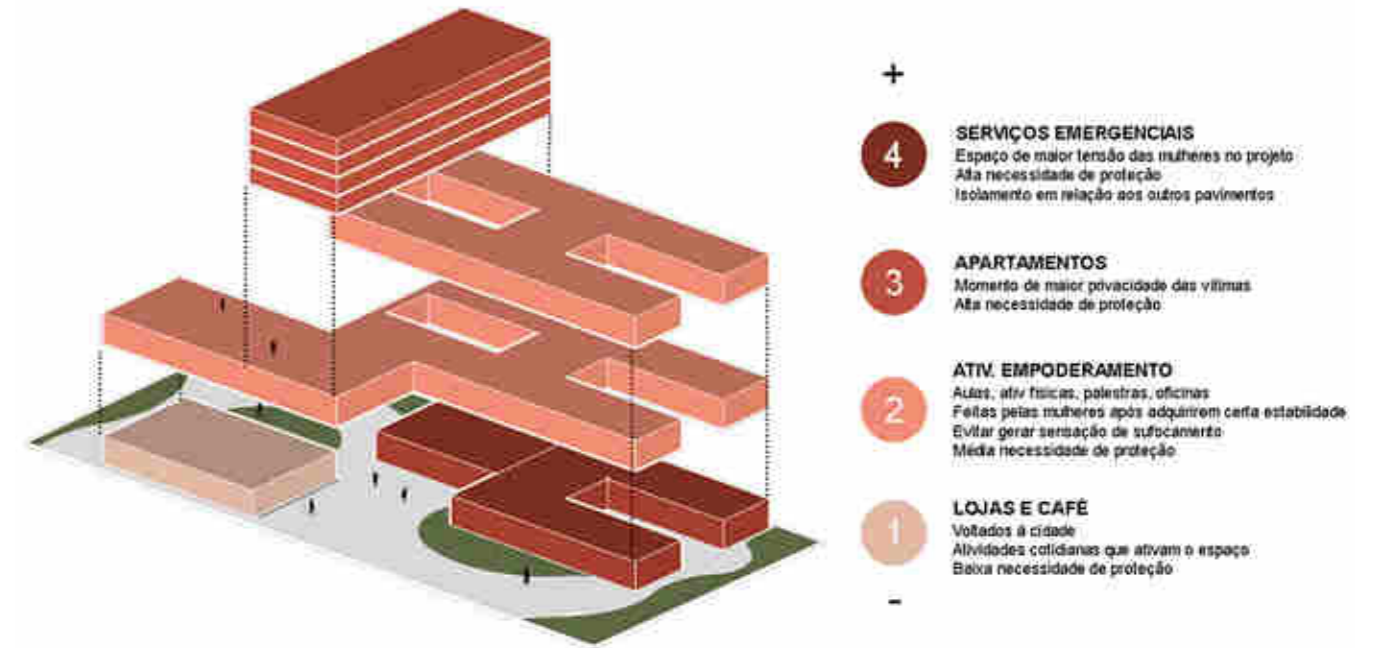 +
4
SERVIÇOS EMERGENCIAIS
Espaço de maior tensão das mulheres no projeto
Alta necessidade de proteção
Isolamento em relação aos outros pavimentos
3
APARTAMENTOS
Momento de maior privacidade das vítimas
Alta necessidade de proteção
2
ATIV. EMPODERAMENTO
Aulas, ativ físicas, palestras, oficinas
Feitas pelas mulheres após adquirirem certa estabilidade
Evitar gerar sensação de sufocamento
Média necessidade de proteção
1
LOJAS E CAFÉ
Voltados à cidade
Atividades cotidianas que ativam o espaço
Baixa necessidade de proteção
-